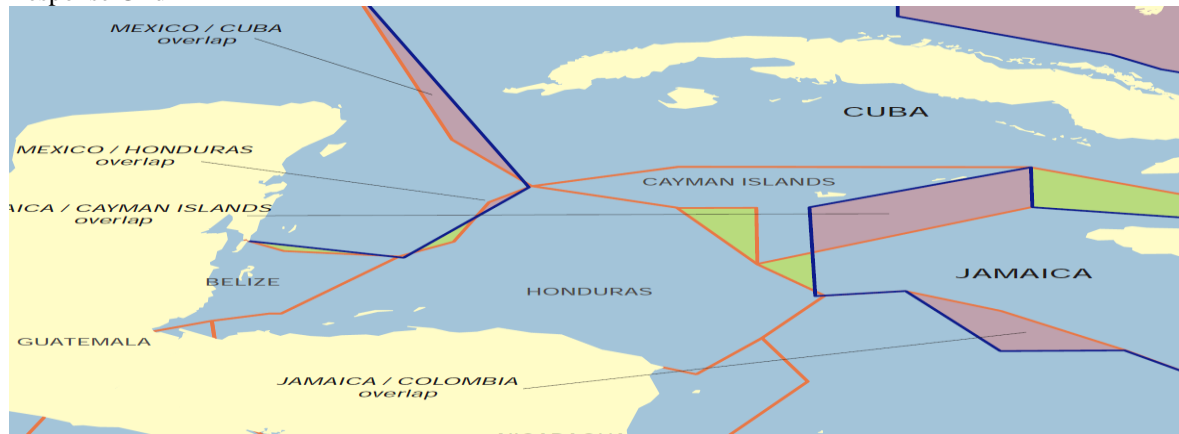 MEXICO / CUBA
overlap
CUBA
MEXICO / HONDURAS
overlap
CAYMAN ISLANDS
AICA / CAYMAN ISLANDS
overlap
JAMAICA
BELIZE
HONDURAS
GUATEMALA
JAMAICA / COLOMBIA
overlap